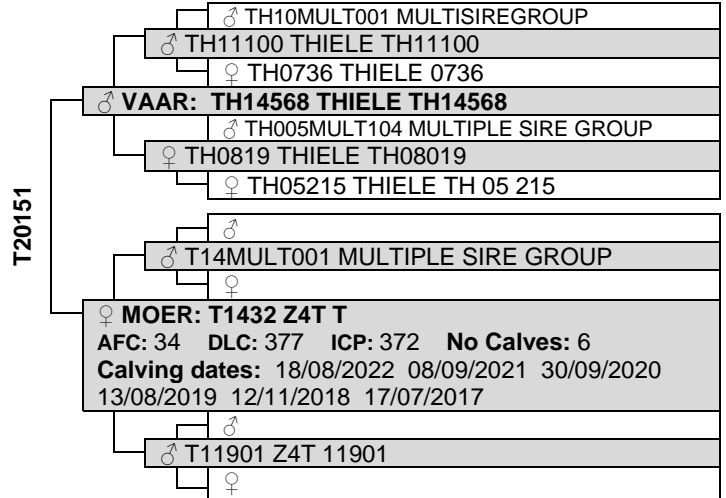 ♂ TH10MULT001 MULTISIREGROUP
♂ TH11100 THIELE TH11100
♀ TH0736 THIELE 0736
♂ VAAR: TH14568 THIELE TH14568
♂ TH005MULT104 MULTIPLE SIRE GROUP
♀ TH0819 THIELE TH08019
♀ TH05215 THIELE TH 05 215
T20151
♂
♂ T14MULT001 MULTIPLE SIRE GROUP
♀
♀ MOER: T1432 Z4T T
AFC: 34 DLC: 377 ICP: 372 No Calves: 6
Calving dates: 18/08/2022 08/09/2021 30/09/2020
13/08/2019 12/11/2018 17/07/2017
♂
♂ T11901 Z4T 11901
♀